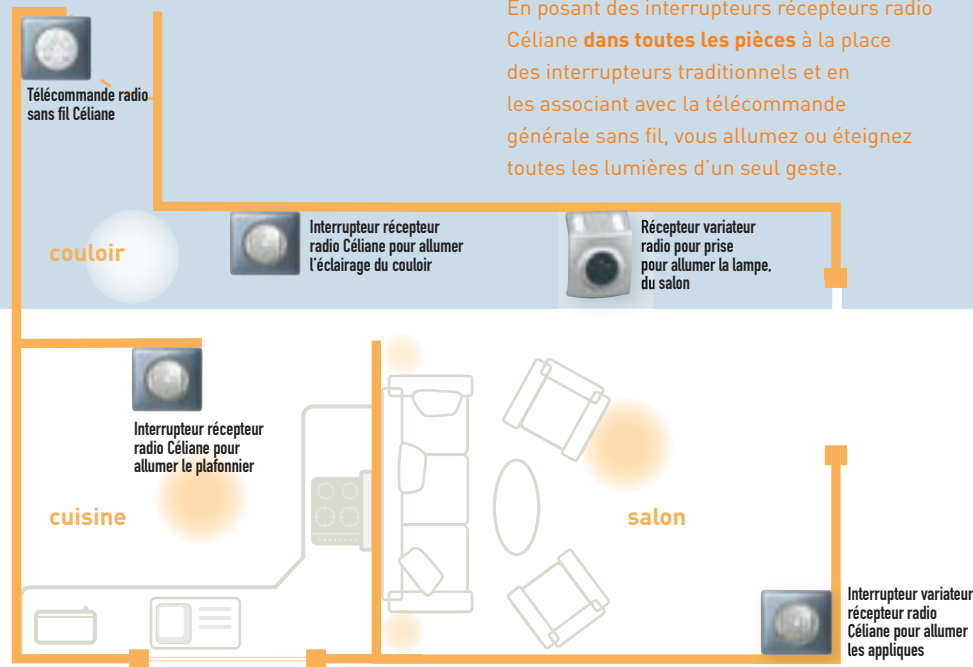 En posant des interrupteurs récepteurs radio
Céliane dans toutes les pièces à la place
des interrupteurs traditionnels et en
les associant avec la télécommande
générale sans fil, vous allumez ou éteignez
toutes les lumières d’un seul geste.
Télécommande radio
sans fil Céliane
couloir
Interrupteur récepteur
radio Céliane pour allumer
l’éclairage du couloir
Récepteur variateur
radio pour prise
pour allumer la lampe,
du salon
Interrupteur récepteur
radio Céliane pour
allumer le plafonnier
cuisine
salon
Interrupteur variateur
récepteur radio
Céliane pour allumer
les appliques